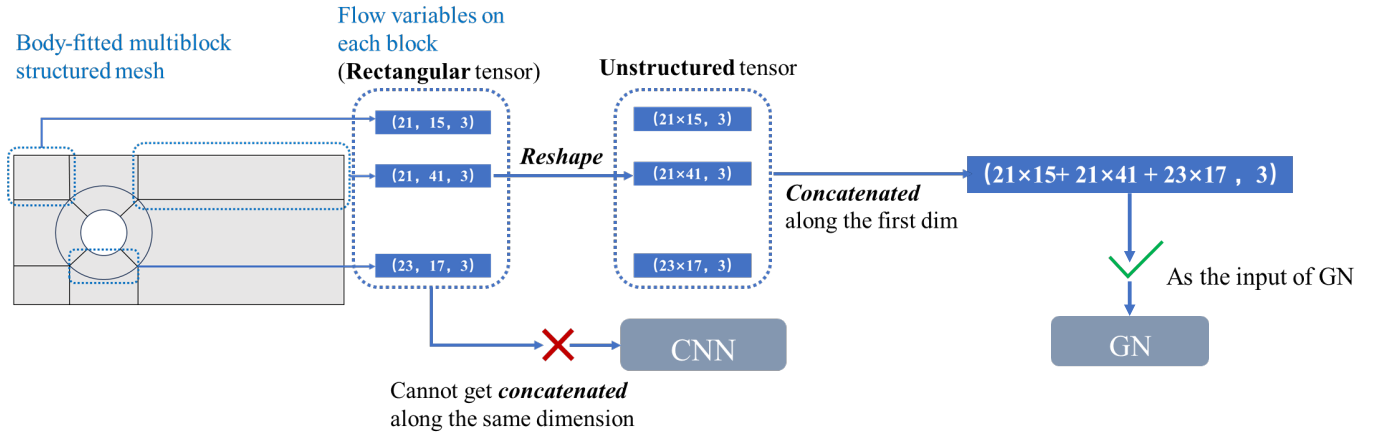 Body-fitted multiblock
structured mesh
Flow variables on
each block
(Rectangular tensor)
(21, 15, 3)
(21, 41, 3)
(23, 17, 3)
Reshape
Unstructured tensor
(21×15, 3)
(21×41, 3)
(23×17, 3)
Concatenated
along the first dim
(21×15+ 21×41 + 23×17 , 3)
As the input of GN
GN
CNN
Cannot get concatenated
along the same dimension